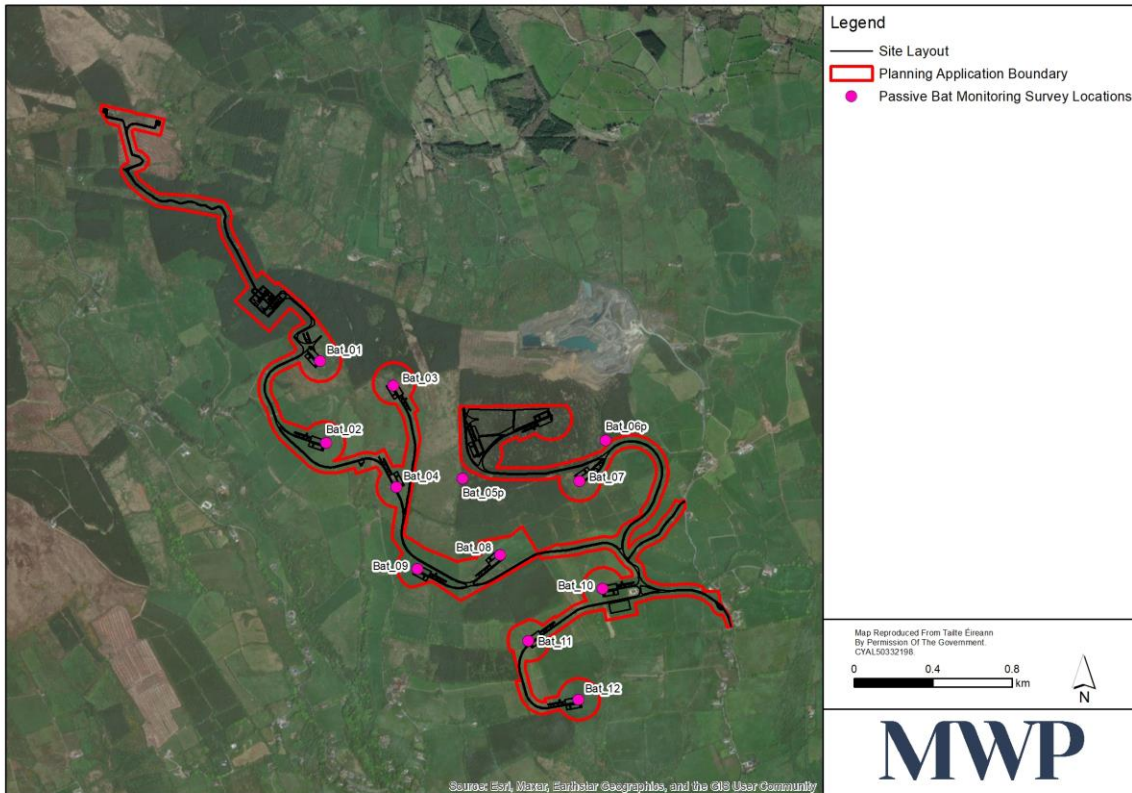 Bat_01
Bat_03
Bat_02
Bat_06p
Bat_04
Bat_05p
Bat_07
Bat_08
Bat_09
Bat_10
Bat_11
Bat_12
Source: Esri, Maxar, Earthstar Geographics, and the GIS User Community
Legend
Site Layout
Planning Application Boundary
Passive Bat Monitoring Survey Locations
Map Reproduced From Tailte Éireann
By Permission Of The Government.
CYAL50332198.
0 0.4 0.8
km
N
MWP